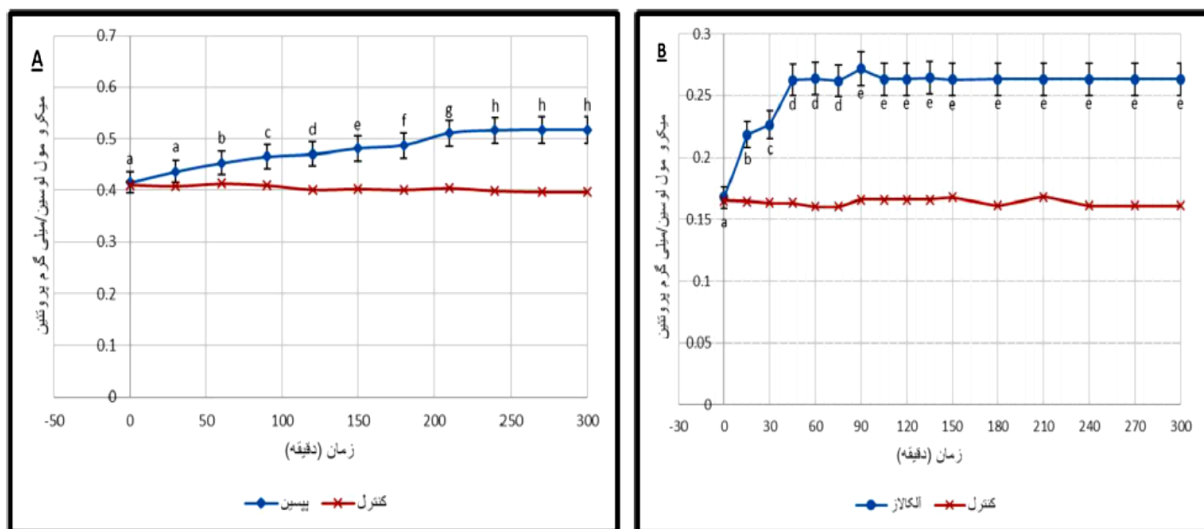 A
میکرو مول لوسین/میلی گرم پروتئین
0.7
0.6
0.5
0.4
0.3
0.2
0.1
0
a a b c d e f g h h h
-50 0 50 100 150 200 250 300
زمان (دقیقه)
پپسین کنترل
B
میکرو مول لوسین/میلی گرم پروتئین
0.3
0.25
0.2
0.15
0.1
0.05
0
a b c d d d e e e e e e e e e e
-30 0 30 60 90 120 150 180 210 240 270 300
زمان (دقیقه)
آلکالاز کنترل